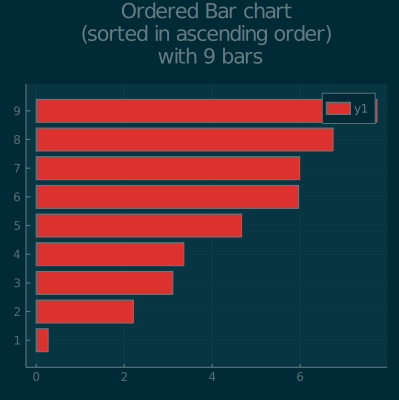 Ordered Bar chart
(sorted in ascending order)
with 9 bars
y1
9
8
7
6
5
4
3
2
1
0 2 4 6